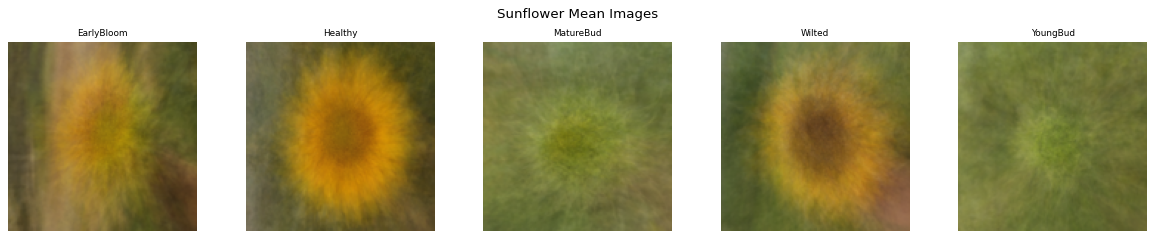 Sunflower Mean Images
EarlyBloom
Healthy
MatureBud
Wilted
YoungBud